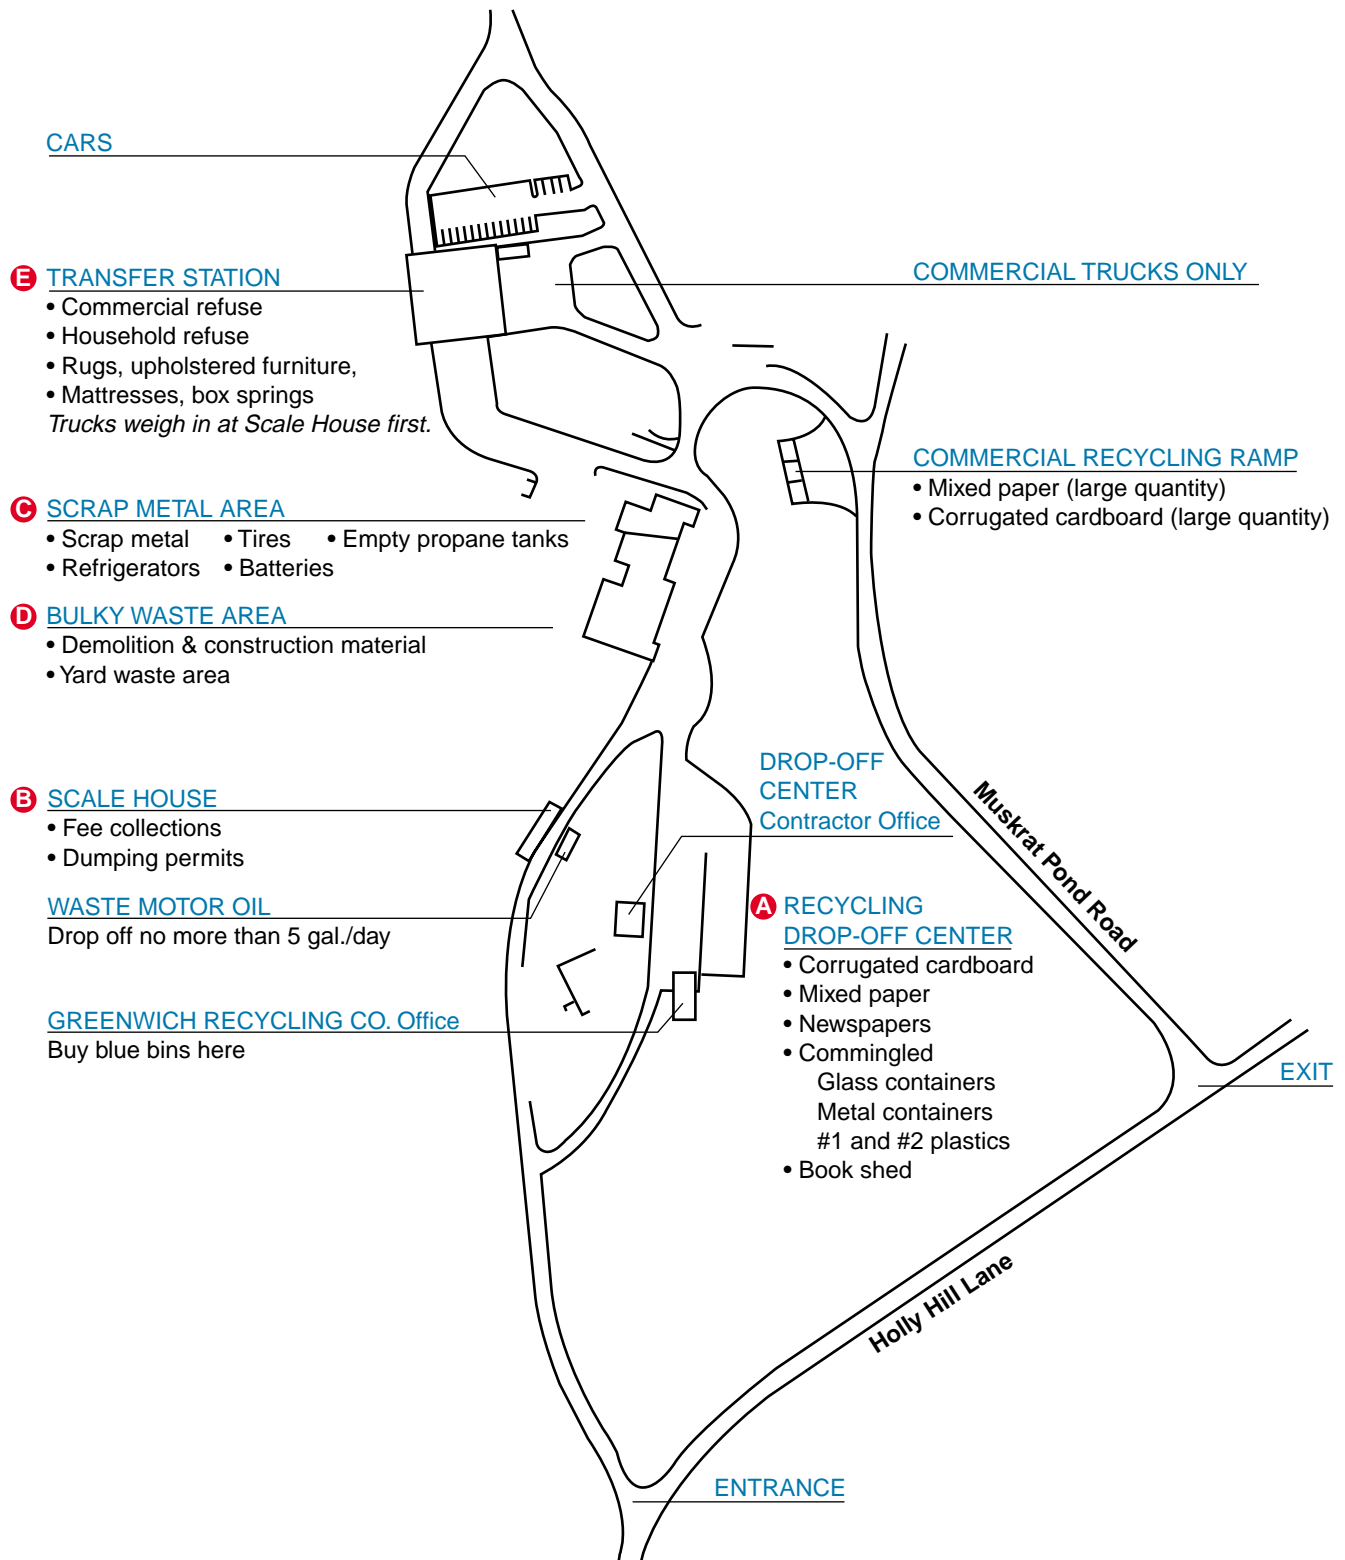 CARS
E TRANSFER STATION
• Commercial refuse
• Household refuse
• Rugs, upholstered furniture,
• Mattresses, box springs
Trucks weigh in at Scale House first.
COMMERCIAL TRUCKS ONLY
COMMERCIAL RECYCLING RAMP
• Mixed paper (large quantity)
• Corrugated cardboard (large quantity)
C SCRAP METAL AREA
• Scrap metal • Tires • Empty propane tanks
• Refrigerators • Batteries
D BULKY WASTE AREA
• Demolition & construction material
• Yard waste area
B SCALE HOUSE
• Fee collections
• Dumping permits
WASTE MOTOR OIL
Drop off no more than 5 gal./day
GREENWICH RECYCLING CO. Office
Buy blue bins here
DROP-OFF
CENTER
Contractor Office
A RECYCLING
DROP-OFF CENTER
• Corrugated cardboard
• Mixed paper
• Newspapers
• Commingled
Glass containers
Metal containers
#1 and #2 plastics
• Book shed
Muskrat Pond Road
EXIT
Holly Hill Lane
ENTRANCE